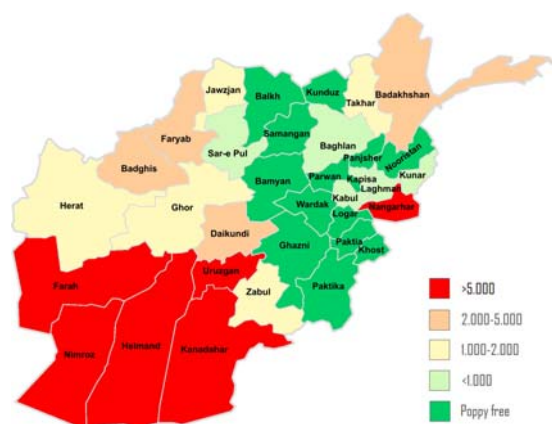 Jawzjan
Balkh
Kunduz
Takhar
Badakhshan
Faryab
Samangan
Baghlan
Sar-e Pul
Panjsher
Nooristan
Badghis
Bamyan
Parwan
Kapisa
Kunar
Laghman
Kabul
Herat
Ghor
Wardak
Nangarhar
Logar
Daikundi
Ghazni
Paktia
Khost
Uruzgan
Farah
Zabul
Paktika
Nimroz
Helmand
Kanadahar
>5.000
2.000-5.000
1.000-2.000
<1.000
Poppy free